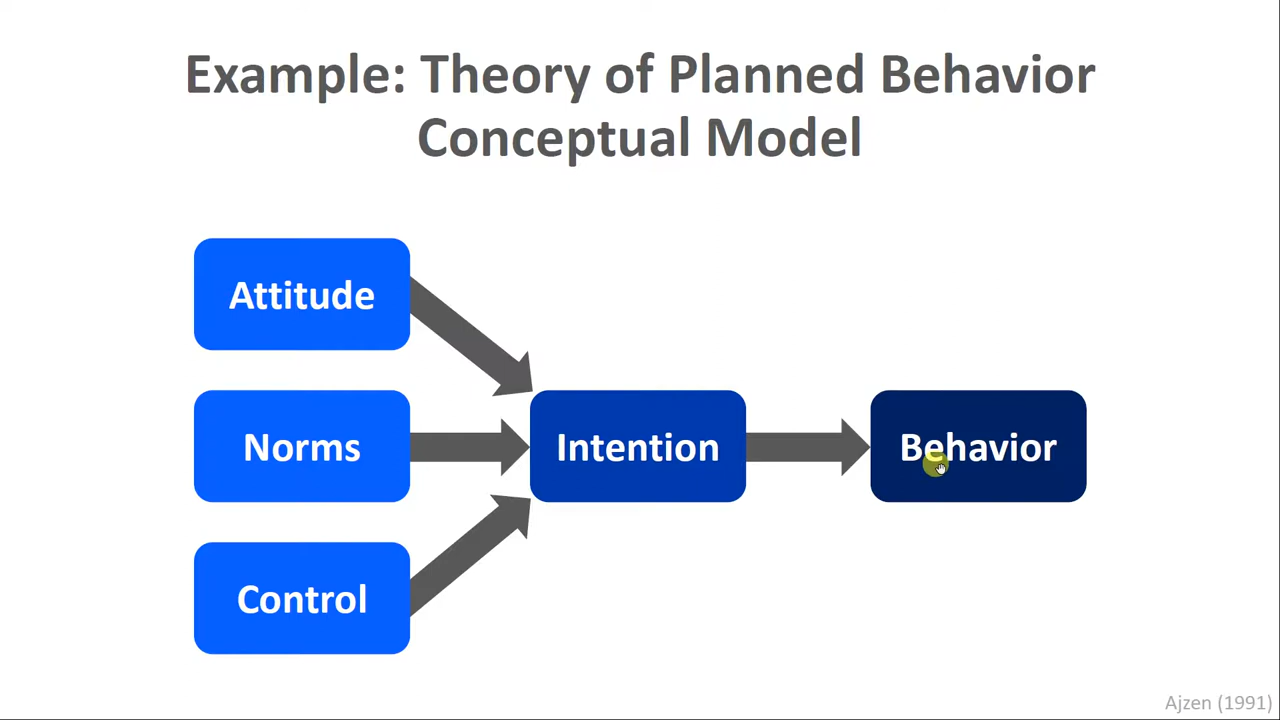 Example: Theory of Planned Behavior
Conceptual Model
Attitude
Norms
Intention
Behavior
Control
Ajzen (1991)